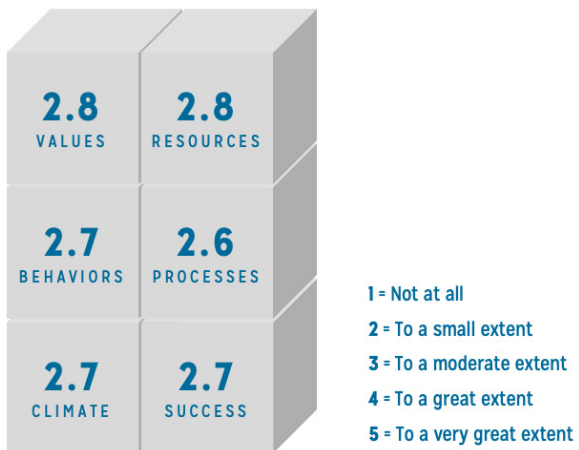 2.8
VALUES
2.8
RESOURCES
2.7
BEHAVIORS
2.6
PROCESSES
2.7
CLIMATE
2.7
SUCCESS
1 = Not at all
2 = To a small extent
3 = To a moderate extent
4 = To a great extent
5 = To a very great extent